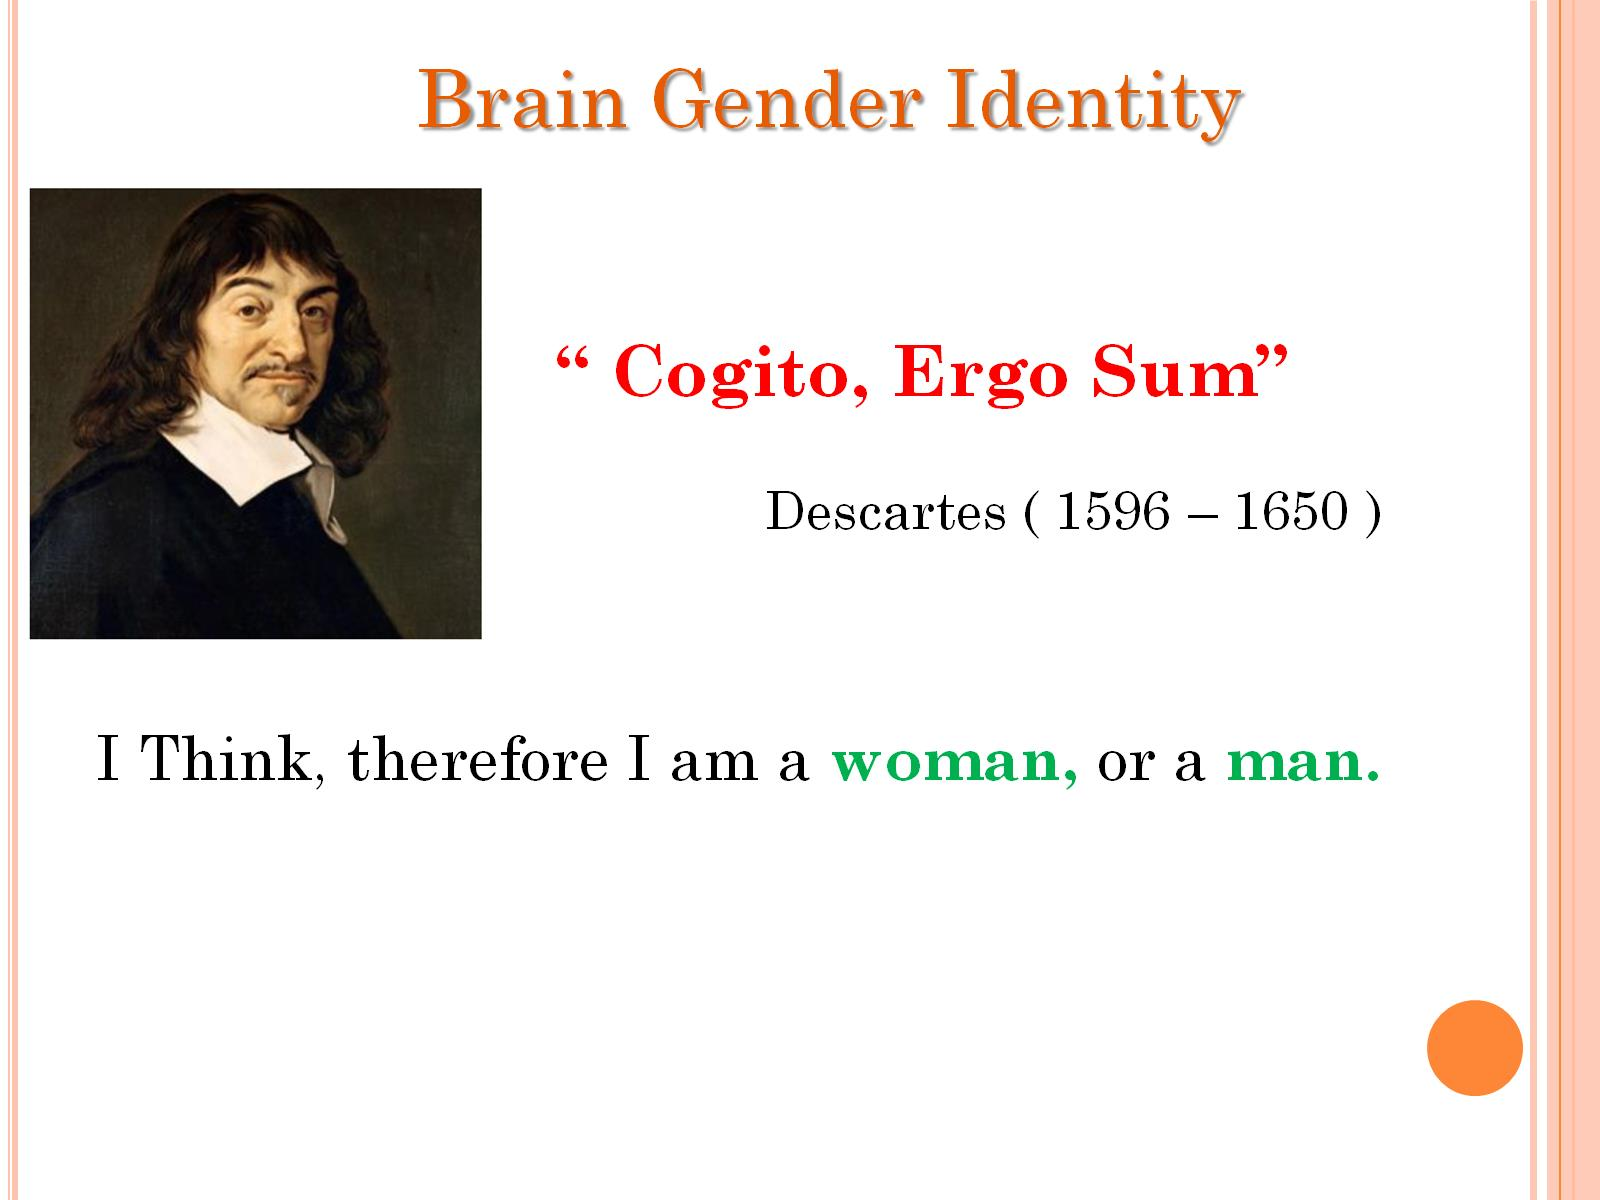 Brain Gender Identity
“ Cogito, Ergo Sum”
Descartes ( 1596 – 1650 )
I Think, therefore I am a woman, or a man.